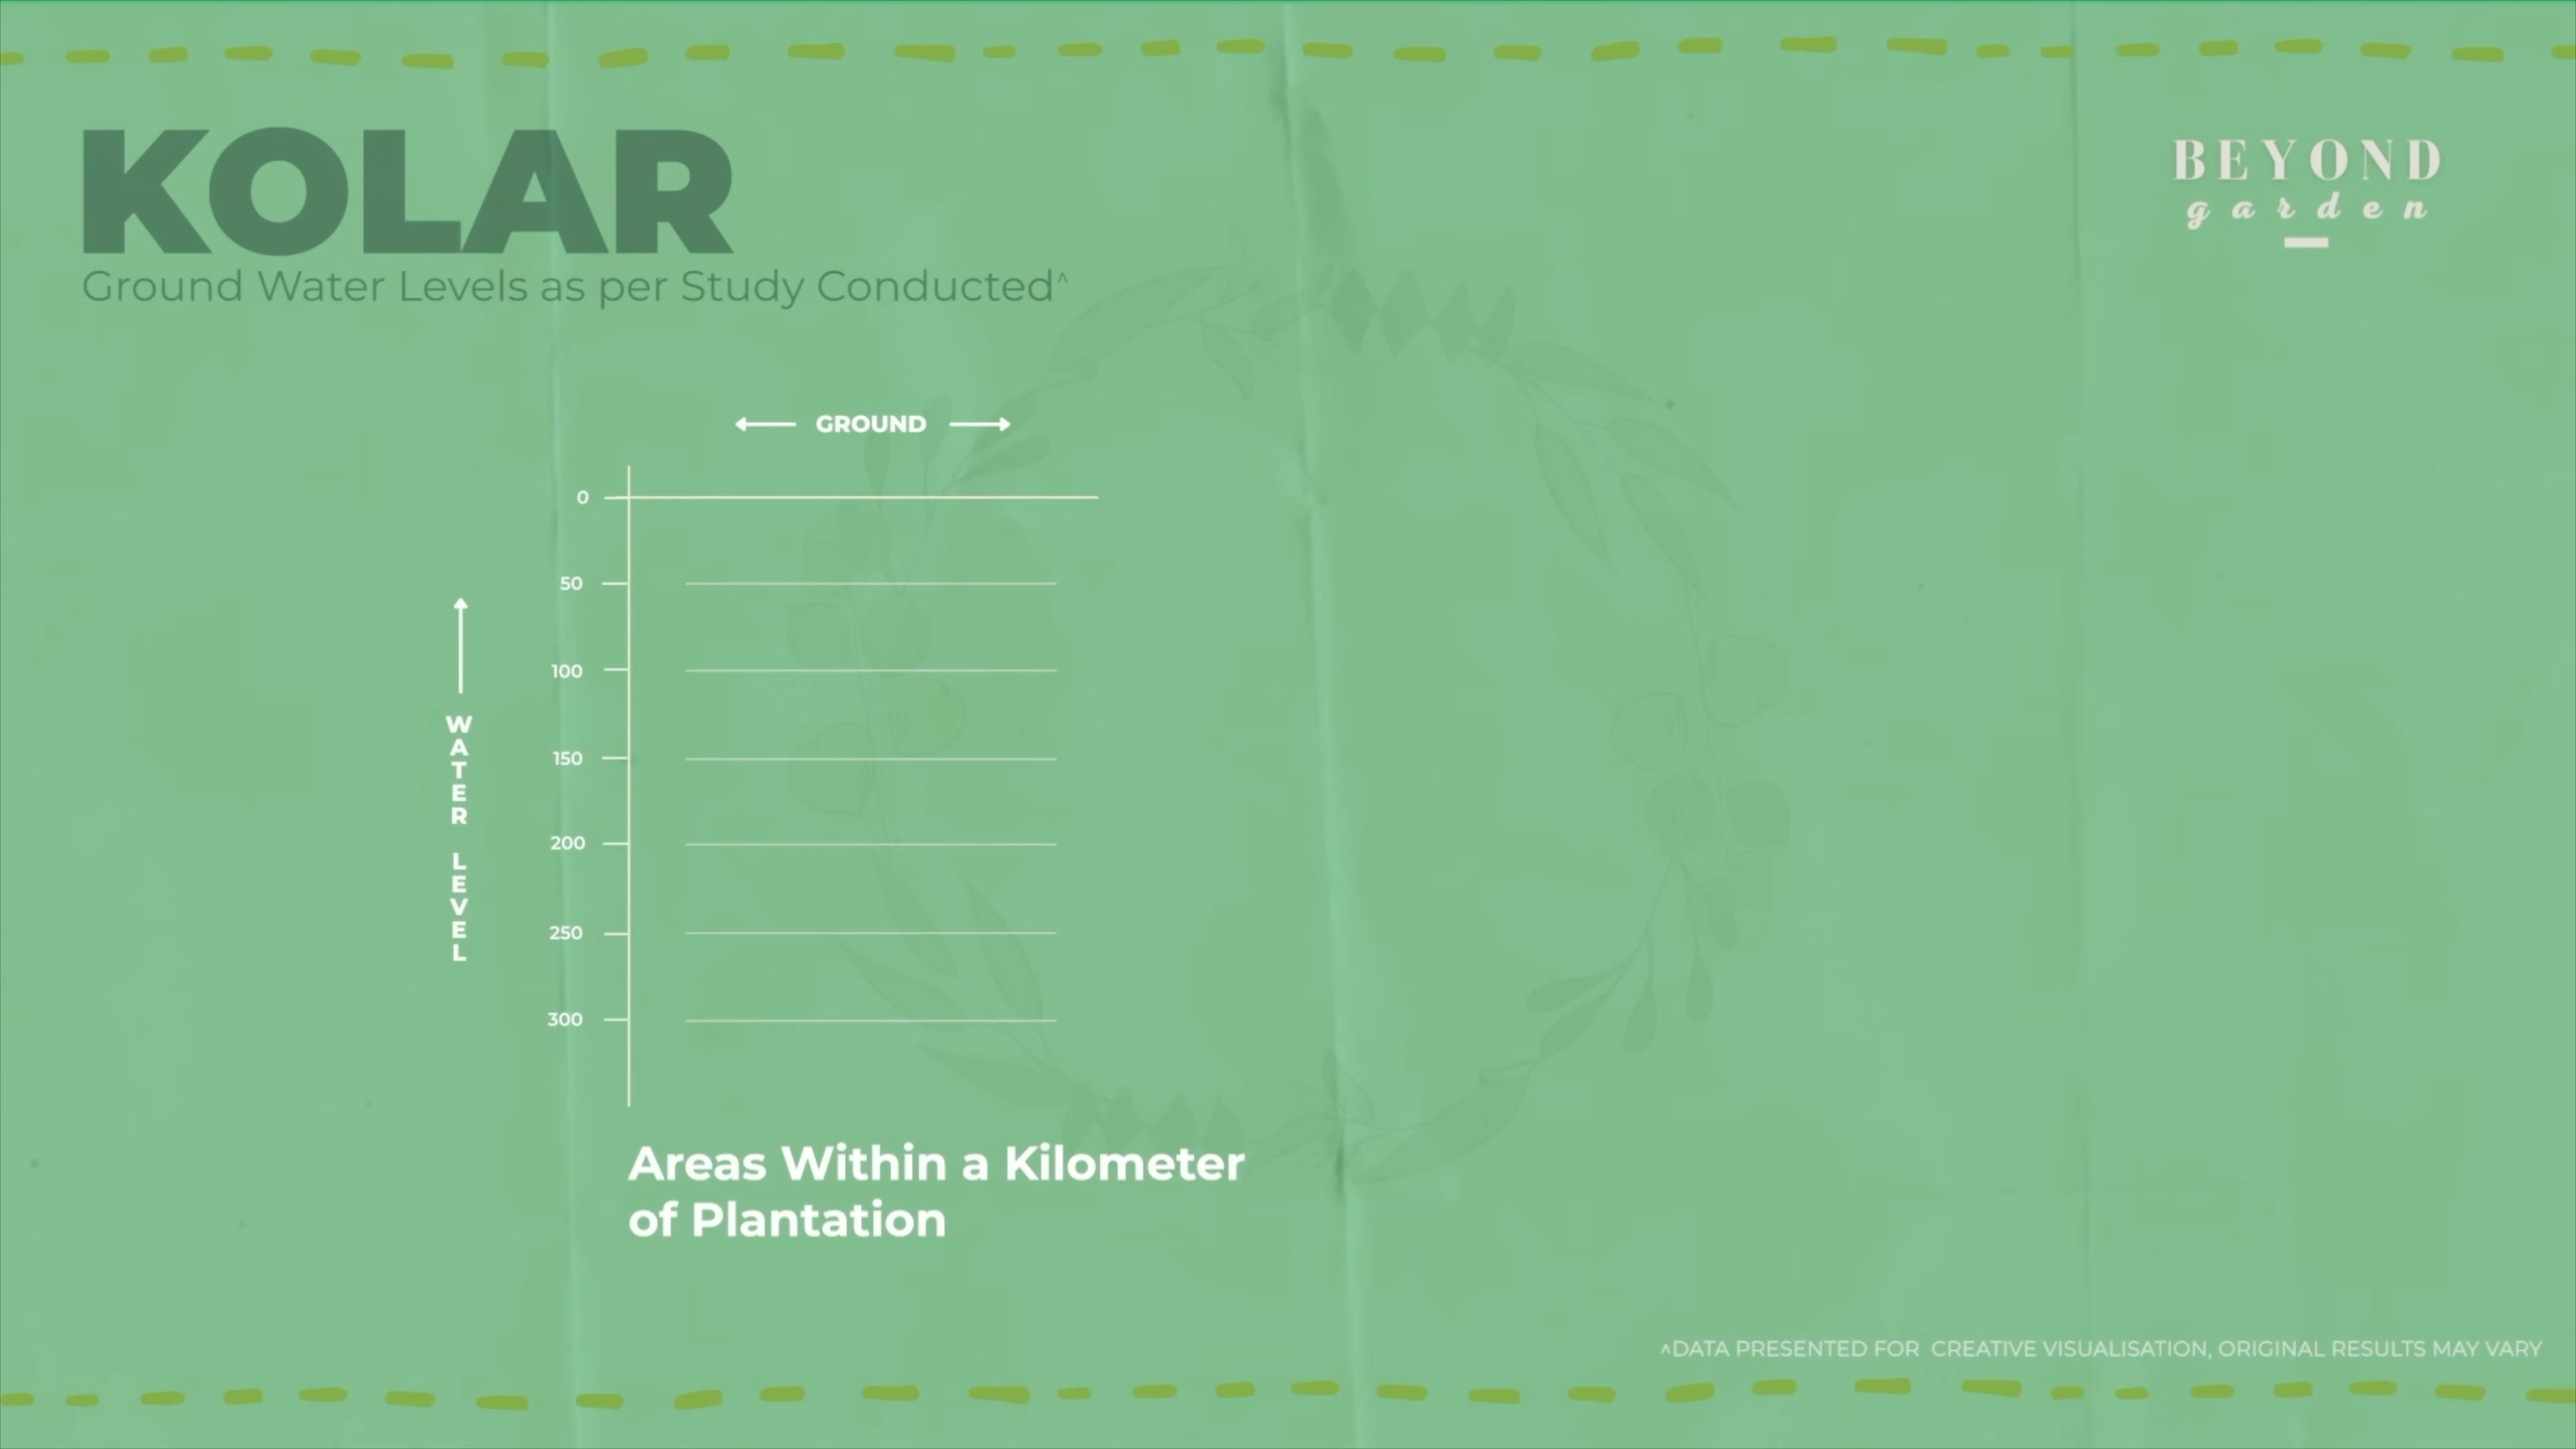 KOLAR
Ground Water Levels as per Study Conducted^
BEYOND
garden
GROUND
0
50
100
150
200
250
300
WATER LEVEL
Areas Within a Kilometer
of Plantation
^DATA PRESENTED FOR CREATIVE VISUALISATION, ORIGINAL RESULTS MAY VARY